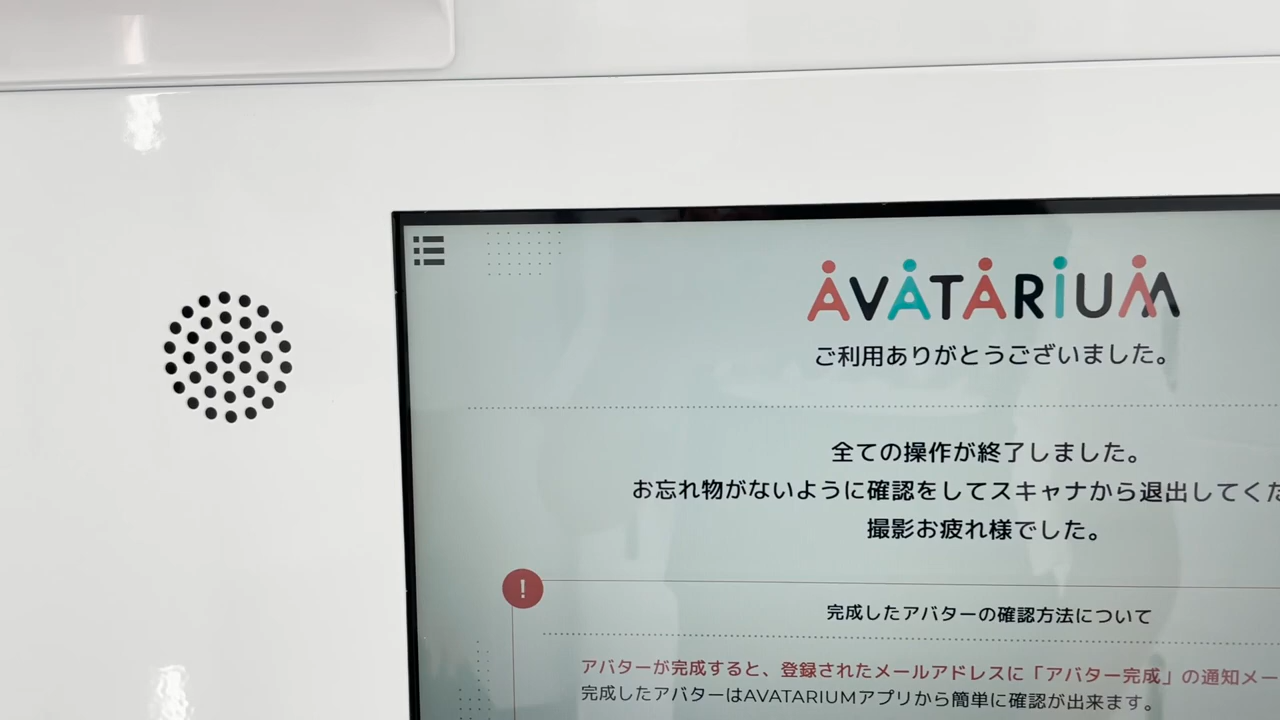 AVATARIUM
ご利用ありがとうございました。
全ての操作が終了しました。
お忘れ物がないように確認をしてスキャナから退出してくだ
撮影お疲れ様でした。
!
完成したアバターの確認方法について
アバターが完成すると、登録されたメールアドレスに「アバター完成」の通知メー
完成したアバターはAVATARIUMアプリから簡単に確認が出来ます。